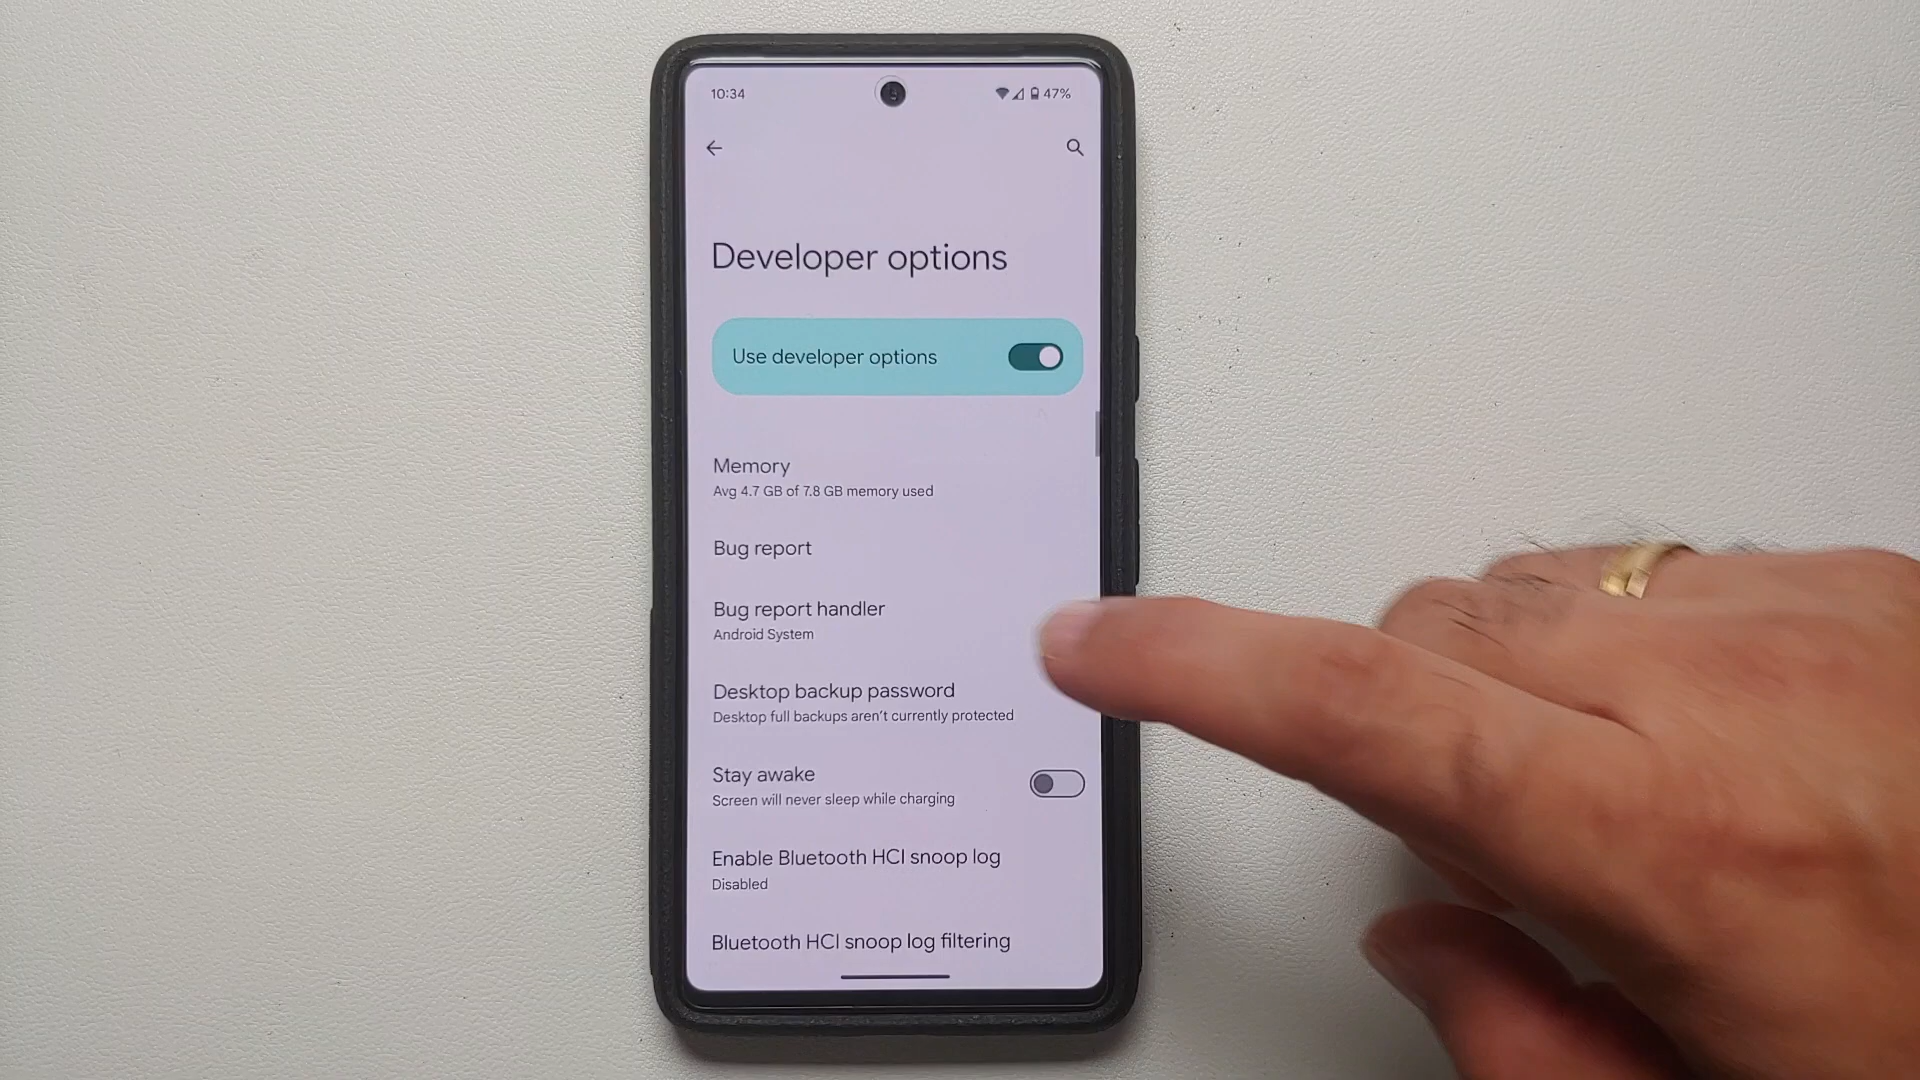 10:34
47%
Developer options
Use developer options
Memory
Avg 4.7 GB of 7.8 GB memory used
Bug report
Bug report handler
Android System
Desktop backup password
Desktop full backups aren't currently protected
Stay awake
Screen will never sleep while charging
Enable Bluetooth HCI snoop log
Disabled
Bluetooth HCI snoop log filtering